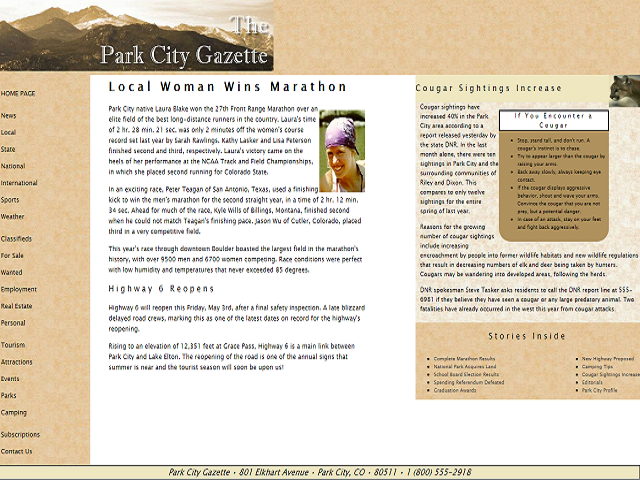 The
Park City Gazette
HOME PAGE
News
Local
State
National
International
Sports
Weather
Classifieds
For Sale
Wanted
Employment
Real Estate
Personal
Tourism
Attractions
Events
Parks
Camping
Subscriptions
Contact Us
Local Woman Wins Marathon
Park City native Laura Blake won the 27th Front Range Marathon over an
elite field of the best long-distance runners in the country. Laura's time
of 2 hr. 28 min. 21 sec. was only 2 minutes off the women's course
record set last year by Sarah Rawlings. Kathy Lasker and Lisa Peterson
finished second and third, respectively. Laura's victory came on the
heels of her performance at the NCAA Track and Field Championships,
in which she placed second running for Colorado State.
In an exciting race, Peter Teagan of San Antonio, Texas, used a finishing
kick to win the men's marathon for the second straight year, in a time of 2 hr. 12 min.
34 sec. Ahead for much of the race, Kyle Wills of Billings, Montana, finished second
when he could not match Teagan's finishing pace. Jason Wu of Cutler, Colorado, placed
third in a very competitive field.
This year's race through downtown Boulder boasted the largest field in the marathon's
history, with over 9500 men and 6700 women competing. Race conditions were perfect
with low humidity and temperatures that never exceeded 85 degrees.
Highway 6 Reopens
Highway 6 will reopen this Friday, May 3rd, after a final safety inspection. A late blizzard
delayed road crews, marking this as one of the latest dates on record for the highway's
reopening.
Rising to an elevation of 12,351 feet at Grace Pass, Highway 6 is a main link between
Park City and Lake Elton. The reopening of the road is one of the annual signs that
summer is near and the tourist season will soon be upon us!
Cougar Sightings Increase
Cougar sightings have
increased 40% in the Park
City area according to a
report released yesterday by
the state DNR. In the last
month alone, there were ten
sightings in Park City and the
surrounding communities of
Riley and Dixon. This
compares to only twelve
sightings for the entire
spring of last year.
If You Encounter a
Cougar
Stop, stand tall, and don't run. A
cougar's instinct is to chase.
Try to appear larger than the cougar by
raising your arms.
Back away slowly, always keeping eye
contact.
If the cougar displays aggressive
behavior, shout and wave your arms.
Convince the cougar that you are not
prey, but a potential danger.
In case of an attack, stay on your feet
and fight back aggressively.
Reasons for the growing
number of cougar sightings
include increasing
encroachment by people into former wildlife habitats and new wildlife regulations
that result in decreasing numbers of elk and deer being taken by humans.
Cougars may be wandering into developed areas, following the herds.
DNR spokesman Steve Tasker asks residents to call the DNR report line at 555-
6981 if they believe they have seen a cougar or any large predatory animal. Two
fatalities have already occurred in the west this year from cougar attacks.
Stories Inside
Complete Marathon Results
National Park Acquires Land
School Board Election Results
Spending Referendum Defeated
Graduation Awards
New Highway Proposed
Camping Tips
Cougar Sightings Increase
Editorials
Park City Profile
Park City Gazette • 801 Elkhart Avenue • Park City, CO • 80511 • 1 (800) 555-2918